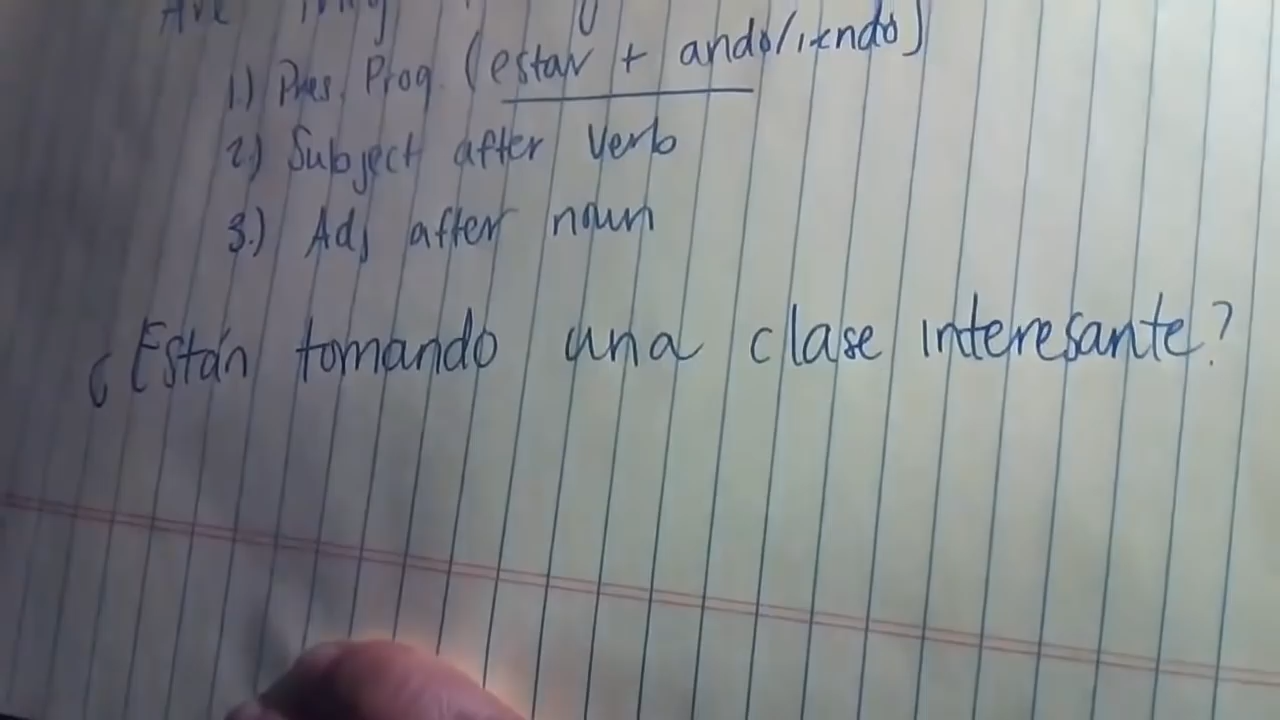 Are
1.) Pres. Prog. (estar + ando/iendo)
2.) Subject after verb
3.) Adj after noun
¿Están tomando una clase interesante?